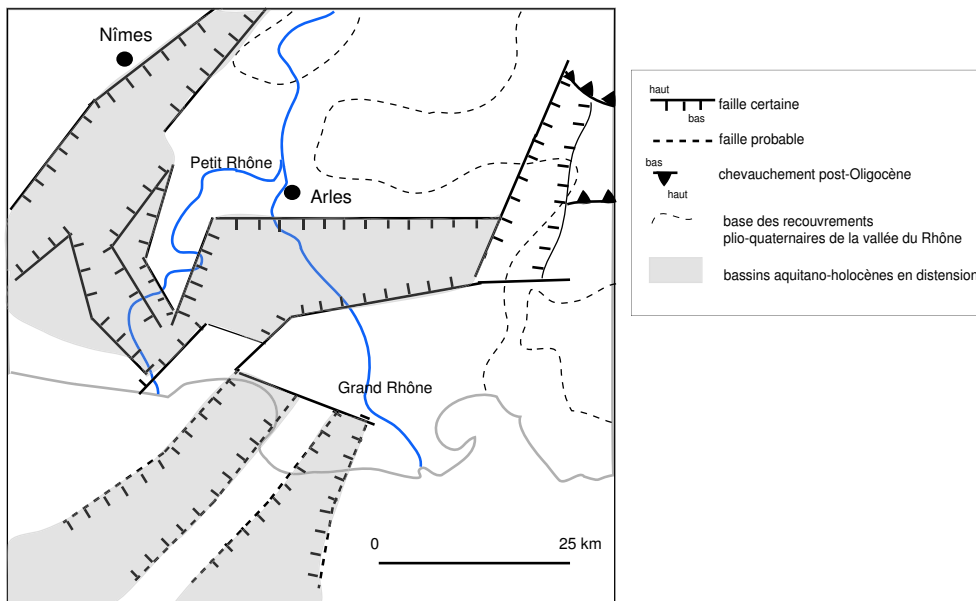 Nîmes
Petit Rhône
Arles
Grand Rhône
0 25 km
haut
faille certaine
bas
faille probable
bas
chevauchement post-Oligocène
haut
base des recouvrements
plio-quaternaires de la vallée du Rhône
bassins aquitano-holocènes en distension